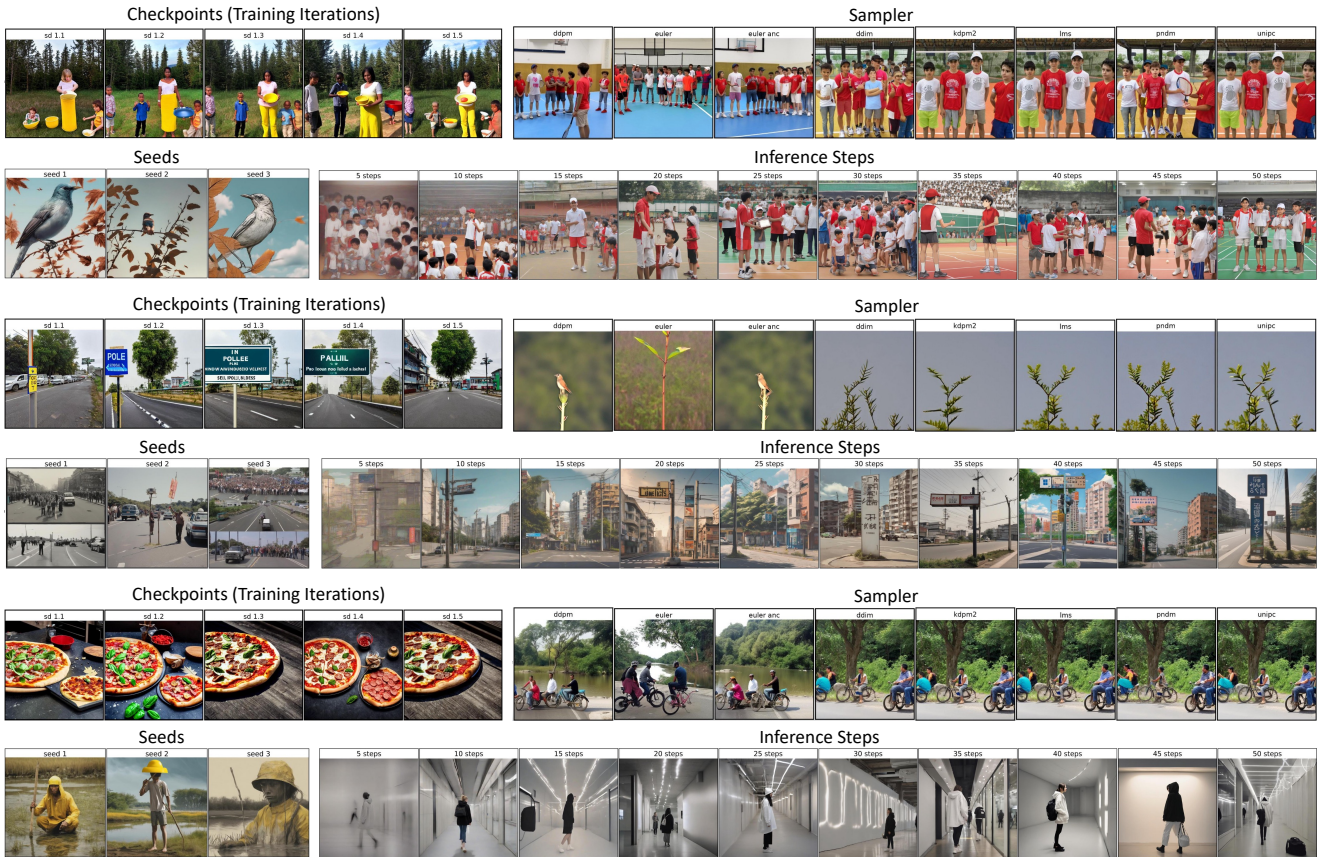 Checkpoints (Training Iterations)
sd 1.1 sd 1.2 sd 1.3 sd 1.4 sd 1.5
Sampler
ddpm euler euler anc ddim kdpm2 lms pndm unipc
Seeds
seed 1 seed 2 seed 3
Inference Steps
5 steps 10 steps 15 steps 20 steps 25 steps 30 steps 35 steps 40 steps 45 steps 50 steps
Checkpoints (Training Iterations)
sd 1.1 sd 1.2 sd 1.3 sd 1.4 sd 1.5
POLE
IN
POLLEE
PALLIL
Sampler
ddpm euler euler anc ddim kdpm2 lms pndm unipc
Seeds
seed 1 seed 2 seed 3
Inference Steps
5 steps 10 steps 15 steps 20 steps 25 steps 30 steps 35 steps 40 steps 45 steps 50 steps
Checkpoints (Training Iterations)
sd 1.1 sd 1.2 sd 1.3 sd 1.4 sd 1.5
Sampler
ddpm euler euler anc ddim kdpm2 lms pndm unipc
Seeds
seed 1 seed 2 seed 3
Inference Steps
5 steps 10 steps 15 steps 20 steps 25 steps 30 steps 35 steps 40 steps 45 steps 50 steps